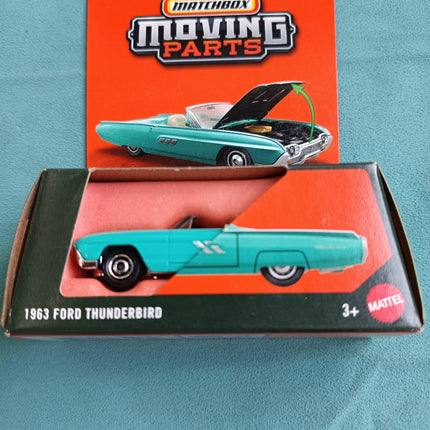 MATCHBOX
MOVING
PARTS
1963 FORD THUNDERBIRD
3+
MATTEL